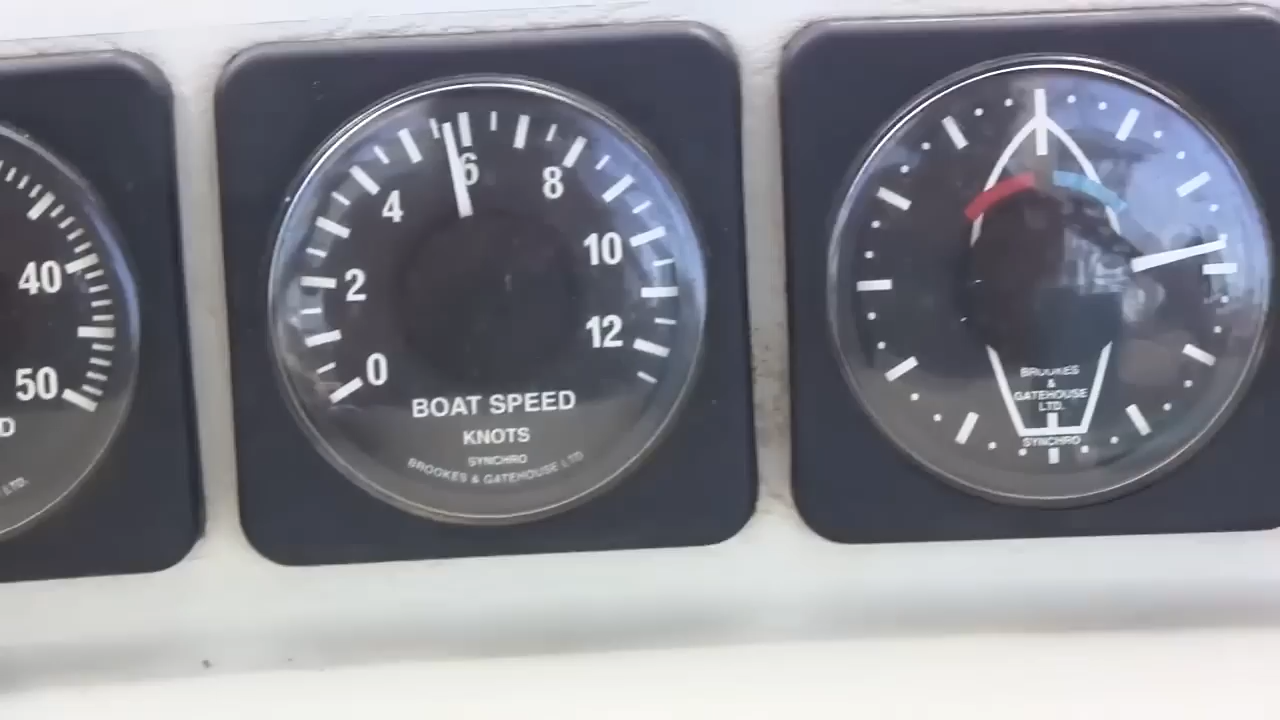 40
50
D
LTD.
0
2
4
6
8
10
12
BOAT SPEED
KNOTS
SYNCHRO
BROOKES & GATEHOUSE LTD
BROOKES
&
GATEHOUSE
LTD.
SYNCHRO